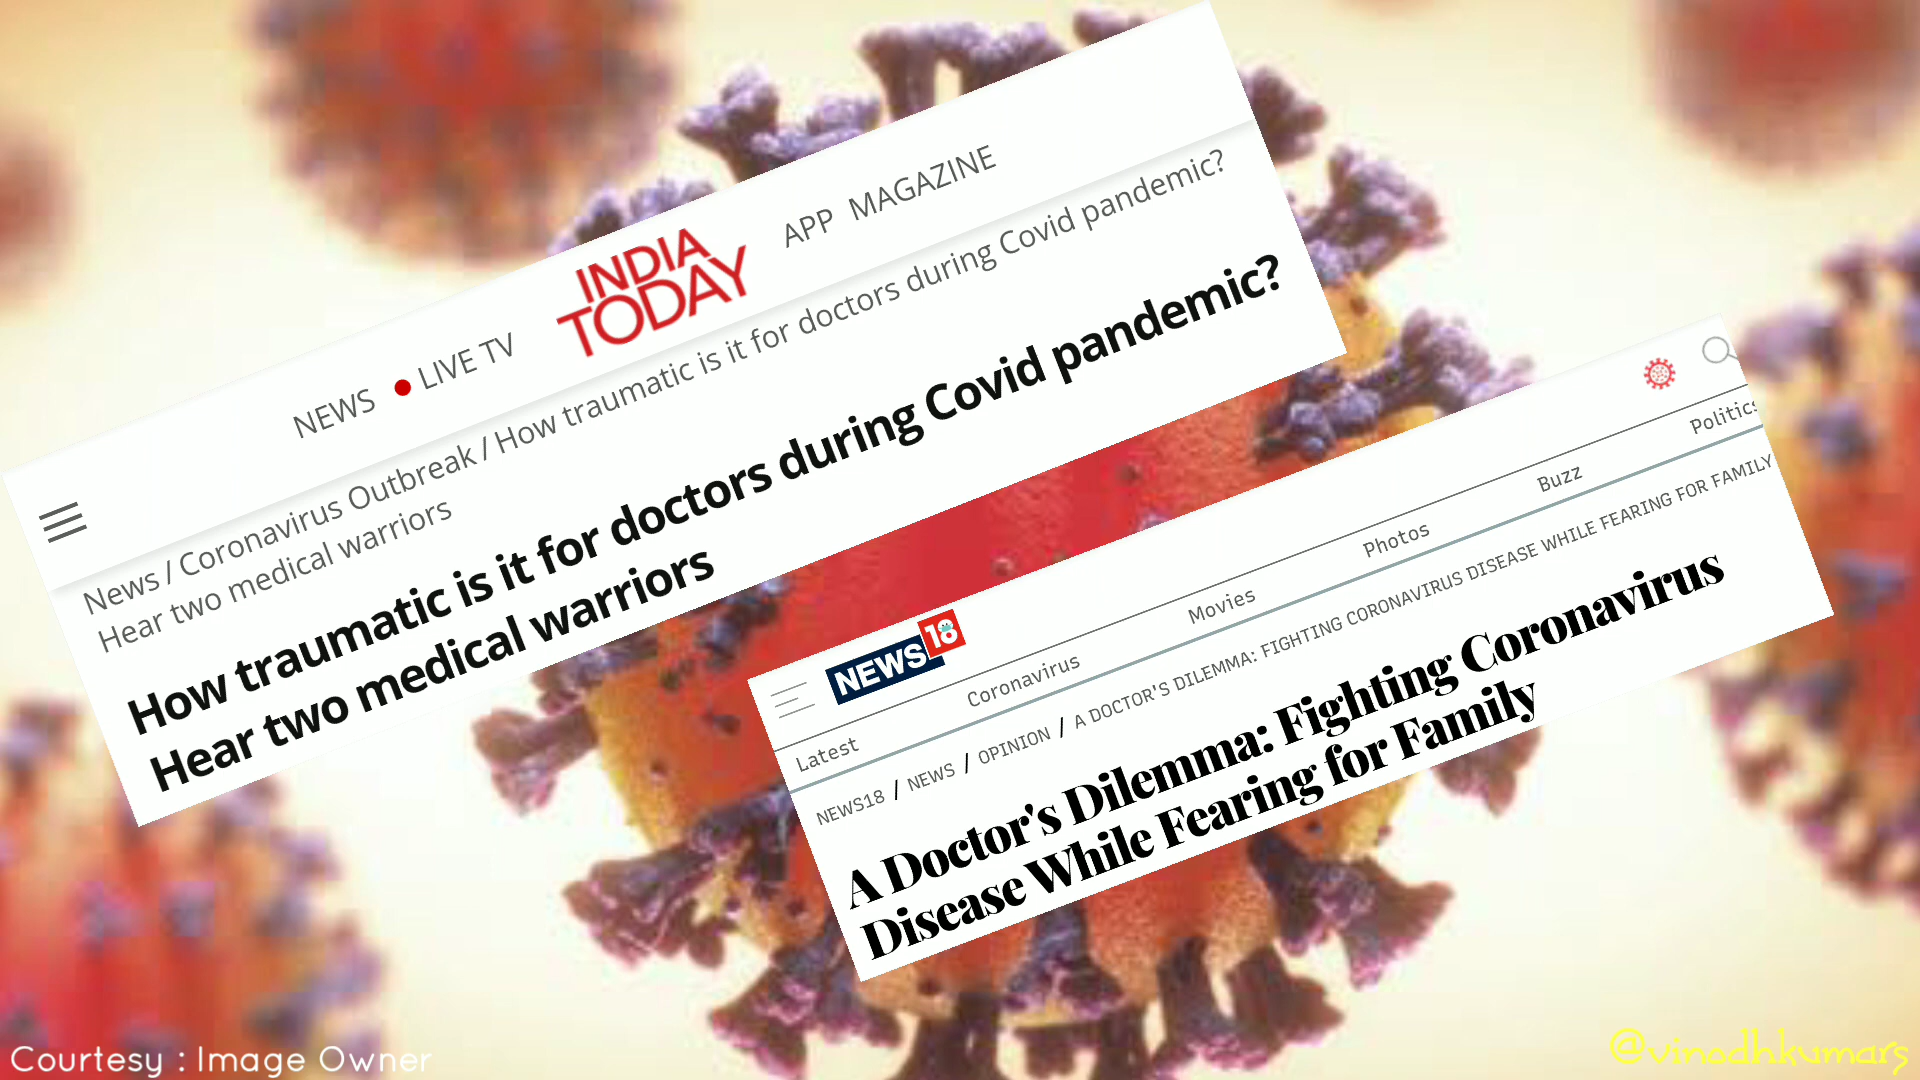 NEWS LIVE TV INDIA TODAY APP MAGAZINE
News / Coronavirus Outbreak / How traumatic is it for doctors during Covid pandemic?
Hear two medical warriors
How traumatic is it for doctors during Covid pandemic?
Hear two medical warriors
NEWS18
Latest Coronavirus Movies Photos Buzz Politics
NEWS18 / NEWS / OPINION / A DOCTOR'S DILEMMA: FIGHTING CORONAVIRUS DISEASE WHILE FEARING FOR FAMILY
A Doctor's Dilemma: Fighting Coronavirus
Disease While Fearing for Family
Courtesy : Image Owner
@vinodhkumars